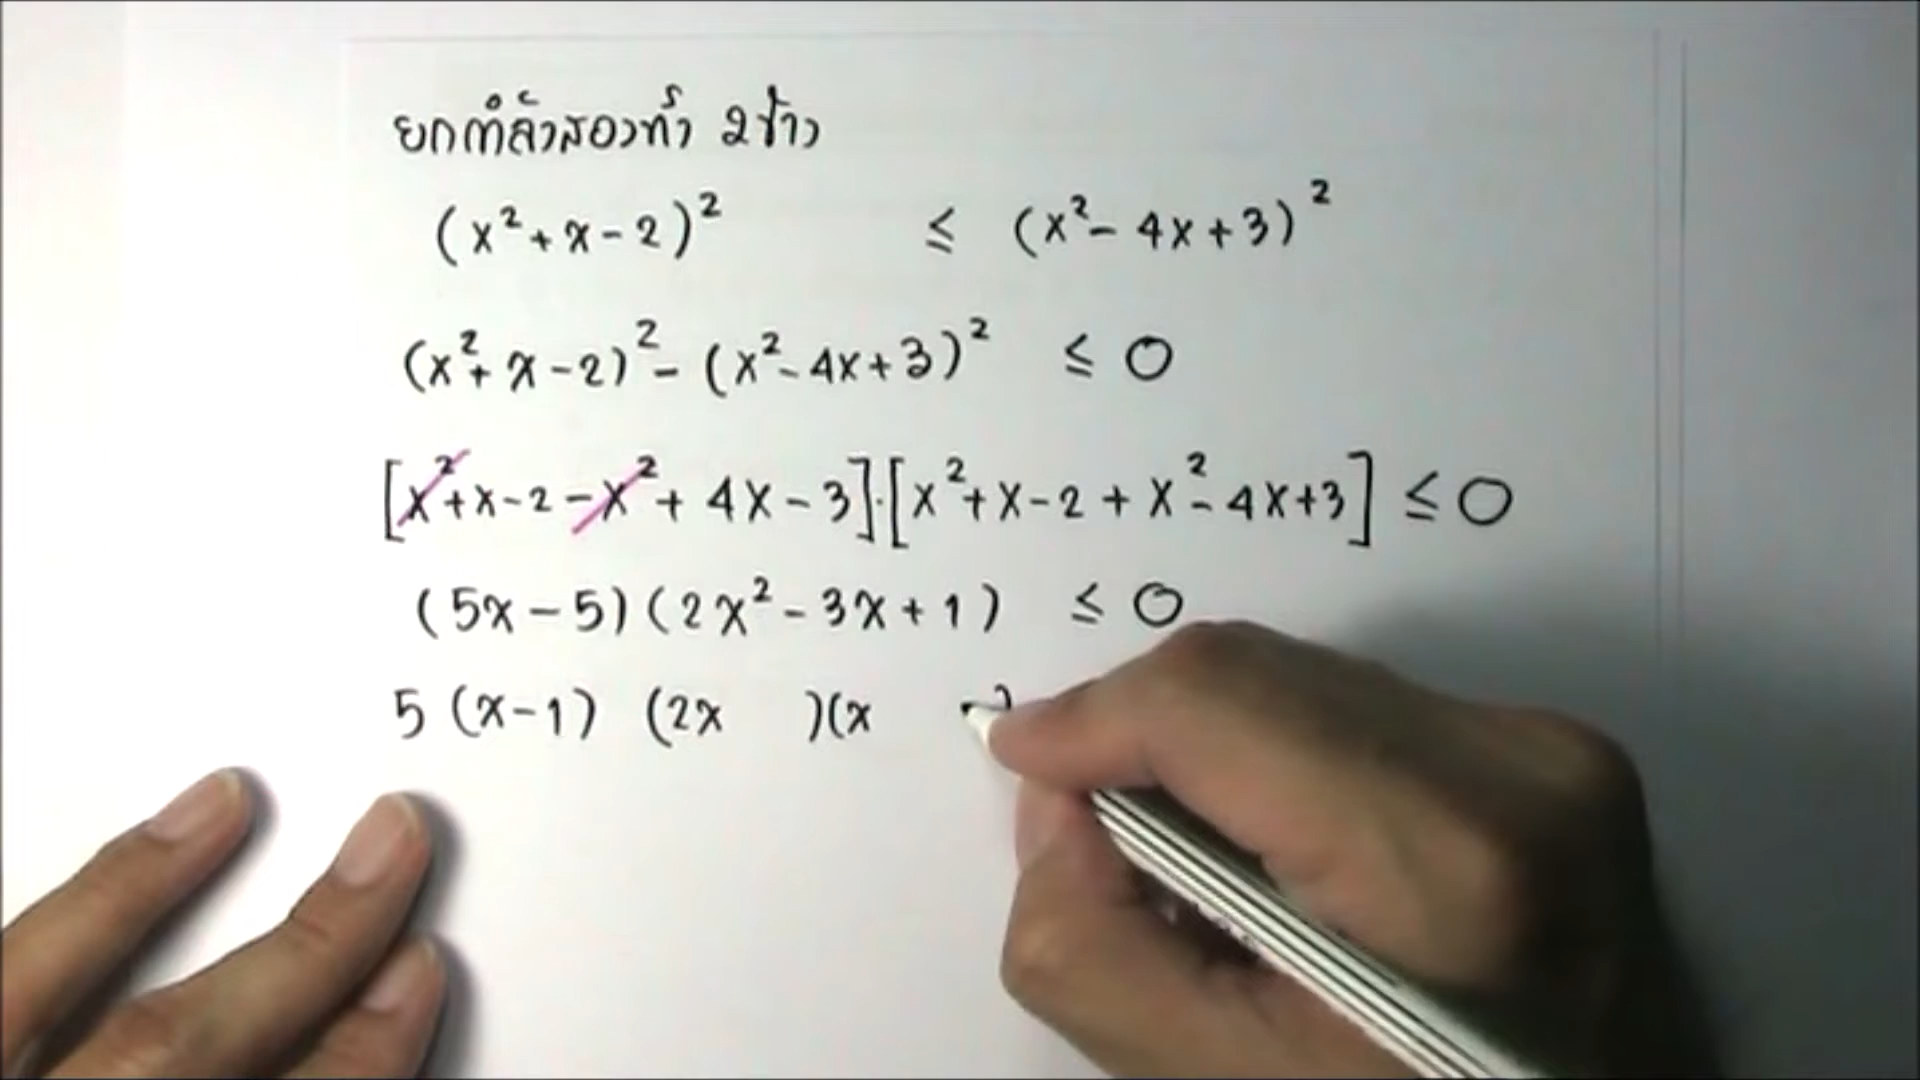 ยกกำลังสองทั้ง 2 ข้าง
(x²+x-2)² ≤ (x²-4x+3)²
(x²+x-2)²-(x²-4x+3)² ≤ 0
[x²+x-2-x²+4x-3]·[x²+x-2+x²-4x+3] ≤ 0
(5x-5)(2x²-3x+1) ≤ 0
5(x-1)(2x )(x )